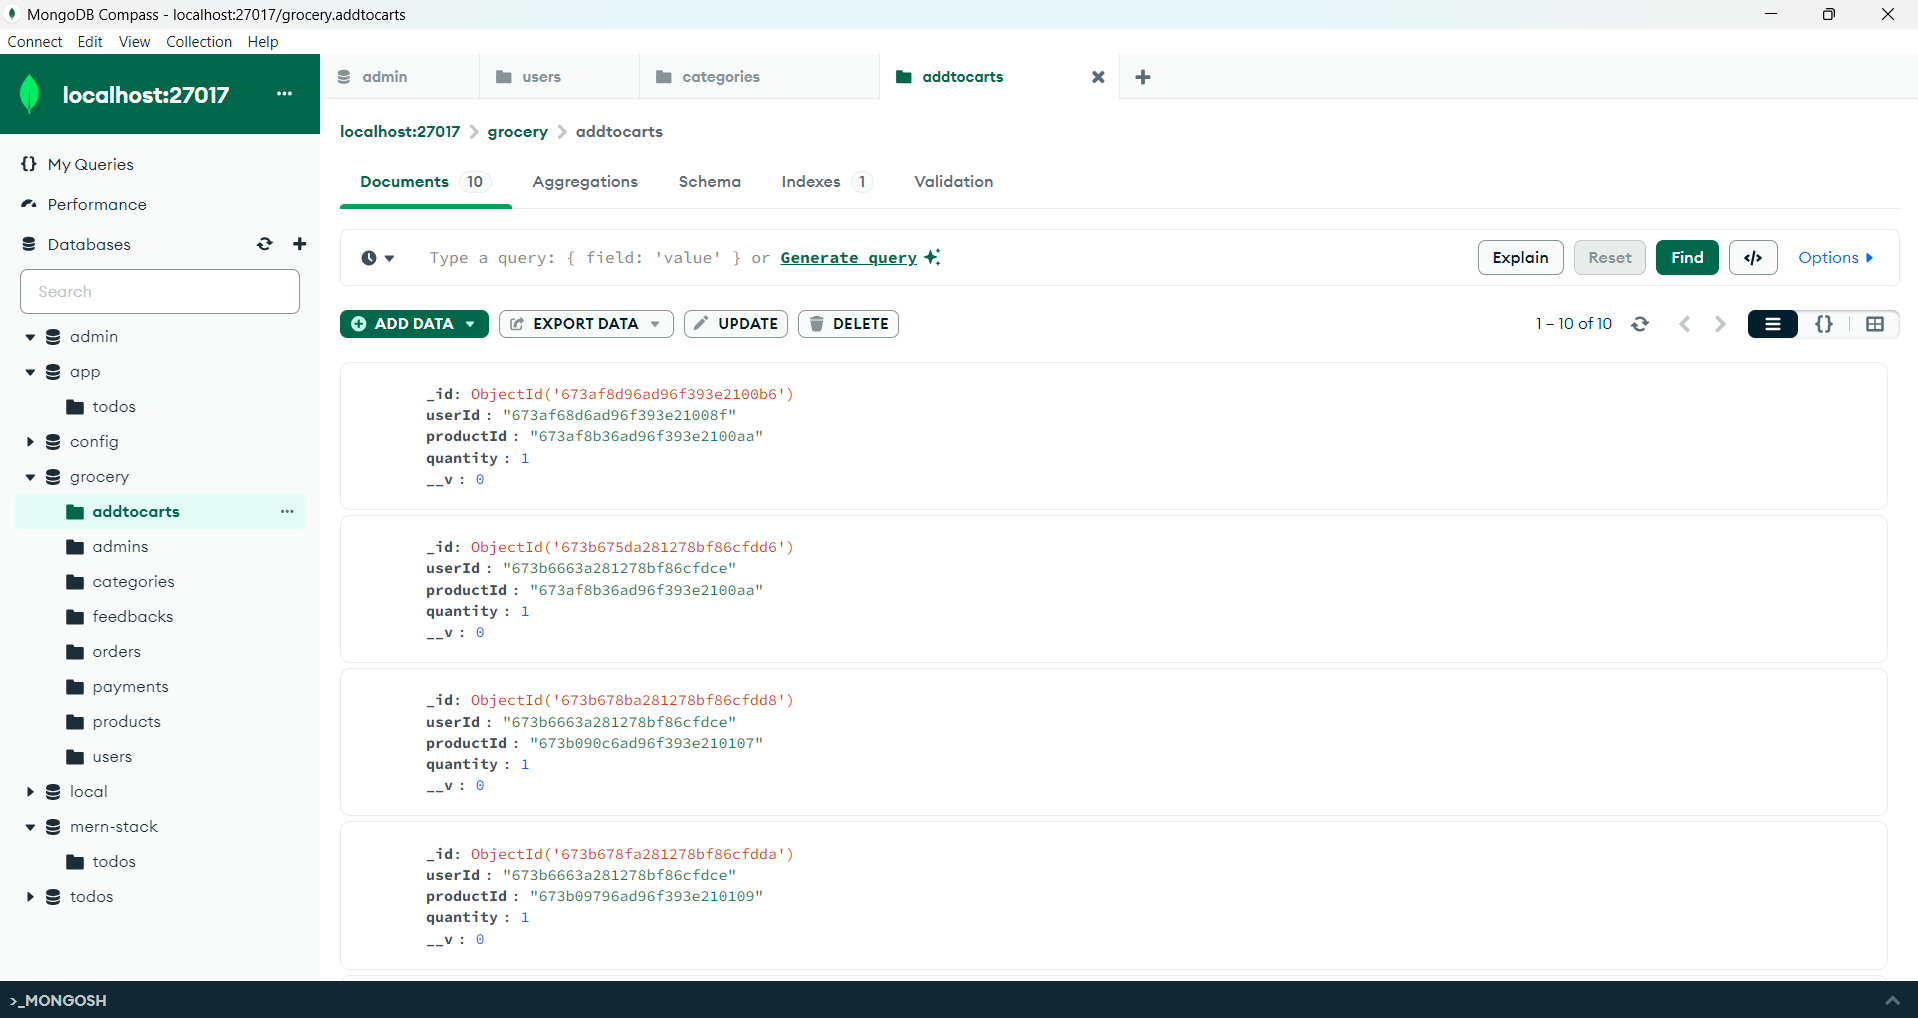 MongoDB Compass - localhost:27017/grocery.addtocarts
Connect Edit View Collection Help
localhost:27017 ...
admin users categories addtocarts
localhost:27017 > grocery > addtocarts
{} My Queries
Performance
Databases
Search
admin
app
todos
config
grocery
addtocarts ...
admins
categories
feedbacks
orders
payments
products
users
local
mern-stack
todos
todos
Documents 10 Aggregations Schema Indexes 1 Validation
Type a query: { field: 'value' } or Generate query
Explain Reset Find </> Options
ADD DATA EXPORT DATA UPDATE DELETE
1 – 10 of 10 {}
_id: ObjectId('673af8d96ad96f393e2100b6')
userId : "673af68d6ad96f393e21008f"
productId : "673af8b36ad96f393e2100aa"
quantity : 1
__v : 0
_id: ObjectId('673b675da281278bf86cfdd6')
userId : "673b6663a281278bf86cfdce"
productId : "673af8b36ad96f393e2100aa"
quantity : 1
__v : 0
_id: ObjectId('673b678ba281278bf86cfdd8')
userId : "673b6663a281278bf86cfdce"
productId : "673b090c6ad96f393e210107"
quantity : 1
__v : 0
_id: ObjectId('673b678fa281278bf86cfdda')
userId : "673b6663a281278bf86cfdce"
productId : "673b09796ad96f393e210109"
quantity : 1
__v : 0
>_MONGOSH